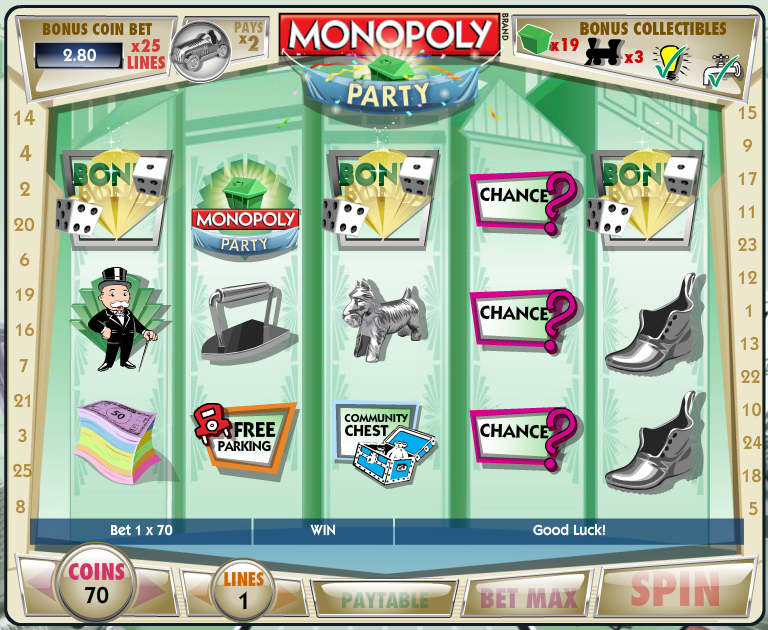 BONUS COIN BET
2.80
x25
LINES
PAYS
x2
MONOPOLY
BRAND
PARTY
BONUS COLLECTIBLES
x19
x3
14
4
2
20
6
19
16
7
21
3
25
8
15
9
17
11
23
12
1
13
22
10
24
18
5
BON
MONOPOLY
PARTY
BON
CHANCE?
BON
CHANCE?
50
FREE
PARKING
COMMUNITY
CHEST
CHANCE?
Bet 1 x 70
WIN
Good Luck!
COINS
70
LINES
1
PAYTABLE
BET MAX
SPIN